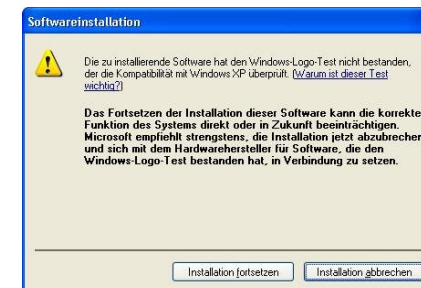 Softwareinstallation
Die zu installierende Software hat den Windows-Logo-Test nicht bestanden,
der die Kompatibilität mit Windows XP überprüft. (Warum ist dieser Test
wichtig?)
Das Fortsetzen der Installation dieser Software kann die korrekte
Funktion des Systems direkt oder in Zukunft beeinträchtigen.
Microsoft empfiehlt strengstens, die Installation jetzt abzubrechen
und sich mit dem Hardwarehersteller für Software, die den
Windows-Logo-Test bestanden hat, in Verbindung zu setzen.
Installation fortsetzen
Installation abbrechen